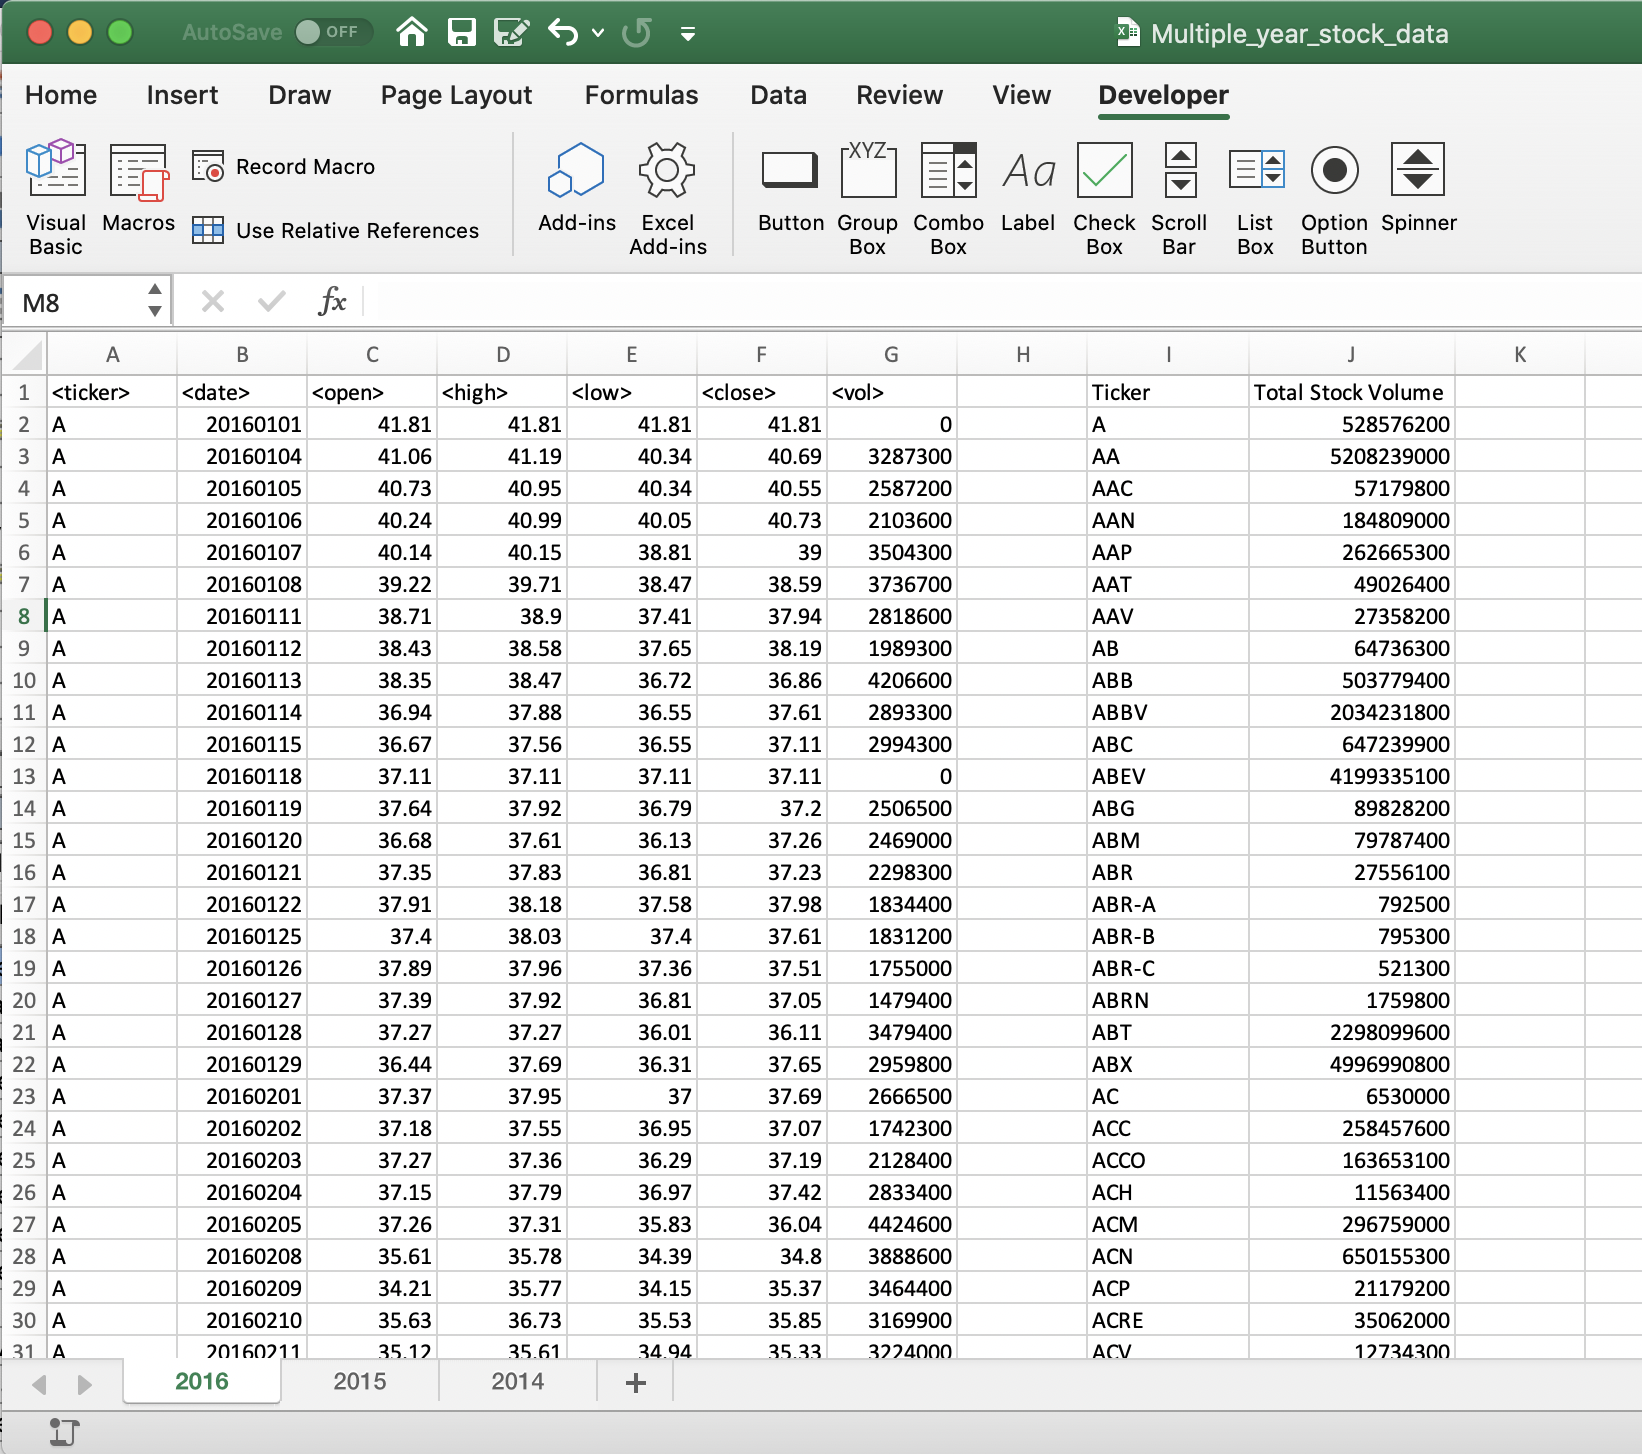 AutoSave OFF Multiple_year_stock_data
Home Insert Draw Page Layout Formulas Data Review View Developer
Visual Basic Macros Record Macro Use Relative References Add-ins Excel Add-ins Button XYZ Group Box Combo Box Aa Label Check Box Scroll Bar List Box Option Button Spinner
M8 fx
A B C D E F G H I J K
1 <ticker> <date> <open> <high> <low> <close> <vol> Ticker Total Stock Volume
2 A 20160101 41.81 41.81 41.81 41.81 0 A 528576200
3 A 20160104 41.06 41.19 40.34 40.69 3287300 AA 5208239000
4 A 20160105 40.73 40.95 40.34 40.55 2587200 AAC 57179800
5 A 20160106 40.24 40.99 40.05 40.73 2103600 AAN 184809000
6 A 20160107 40.14 40.15 38.81 39 3504300 AAP 262665300
7 A 20160108 39.22 39.71 38.47 38.59 3736700 AAT 49026400
8 A 20160111 38.71 38.9 37.41 37.94 2818600 AAV 27358200
9 A 20160112 38.43 38.58 37.65 38.19 1989300 AB 64736300
10 A 20160113 38.35 38.47 36.72 36.86 4206600 ABB 503779400
11 A 20160114 36.94 37.88 36.55 37.61 2893300 ABBV 2034231800
12 A 20160115 36.67 37.56 36.55 37.11 2994300 ABC 647239900
13 A 20160118 37.11 37.11 37.11 37.11 0 ABEV 4199335100
14 A 20160119 37.64 37.92 36.79 37.2 2506500 ABG 89828200
15 A 20160120 36.68 37.61 36.13 37.26 2469000 ABM 79787400
16 A 20160121 37.35 37.83 36.81 37.23 2298300 ABR 27556100
17 A 20160122 37.91 38.18 37.58 37.98 1834400 ABR-A 792500
18 A 20160125 37.4 38.03 37.4 37.61 1831200 ABR-B 795300
19 A 20160126 37.89 37.96 37.36 37.51 1755000 ABR-C 521300
20 A 20160127 37.39 37.92 36.81 37.05 1479400 ABRN 1759800
21 A 20160128 37.27 37.27 36.01 36.11 3479400 ABT 2298099600
22 A 20160129 36.44 37.69 36.31 37.65 2959800 ABX 4996990800
23 A 20160201 37.37 37.95 37 37.69 2666500 AC 6530000
24 A 20160202 37.18 37.55 36.95 37.07 1742300 ACC 258457600
25 A 20160203 37.27 37.36 36.29 37.19 2128400 ACCO 163653100
26 A 20160204 37.15 37.79 36.97 37.42 2833400 ACH 11563400
27 A 20160205 37.26 37.31 35.83 36.04 4424600 ACM 296759000
28 A 20160208 35.61 35.78 34.39 34.8 3888600 ACN 650155300
29 A 20160209 34.21 35.77 34.15 35.37 3464400 ACP 21179200
30 A 20160210 35.63 36.73 35.53 35.85 3169900 ACRE 35062000
31 A 20160211 35.12 35.61 34.94 35.33 3224000 ACV 12734300
2016 2015 2014